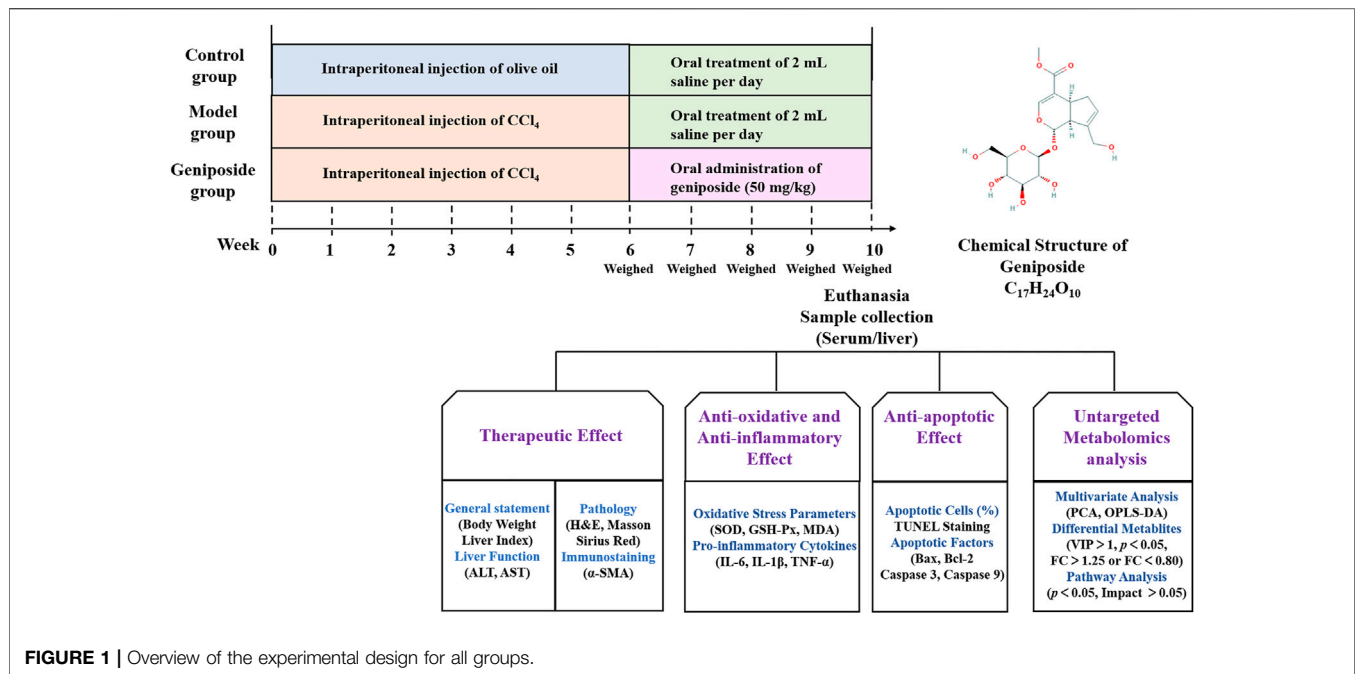 Control
group
Intraperitoneal injection of olive oil
Oral treatment of 2 mL
saline per day
Model
group
Intraperitoneal injection of CCl₄
Oral treatment of 2 mL
saline per day
Geniposide
group
Intraperitoneal injection of CCl₄
Oral administration of
geniposide (50 mg/kg)
Week 0 1 2 3 4 5 6 7 8 9 10
Weighed Weighed Weighed Weighed Weighed
O
O
H
O
H
O
H
O
O
O
H
O
H
O
H
O
H
O
H
Chemical Structure of
Geniposide
C₁₇H₂₄O₁₀
Euthanasia
Sample collection
(Serum/liver)
Therapeutic Effect
General statement
(Body Weight
Liver Index)
Liver Function
(ALT, AST)
Pathology
(H&E, Masson
Sirius Red)
Immunostaining
(α-SMA)
Anti-oxidative and
Anti-inflammatory
Effect
Oxidative Stress Parameters
(SOD, GSH-Px, MDA)
Pro-inflammatory Cytokines
(IL-6, IL-1β, TNF-α)
Anti-apoptotic
Effect
Apoptotic Cells (%)
TUNEL Staining
Apoptotic Factors
(Bax, Bcl-2
Caspase 3, Caspase 9)
Untargeted
Metabolomics
analysis
Multivariate Analysis
(PCA, OPLS-DA)
Differential Metablites
(VIP > 1, p < 0.05,
FC > 1.25 or FC < 0.80)
Pathway Analysis
(p < 0.05, Impact > 0.05)
FIGURE 1 | Overview of the experimental design for all groups.